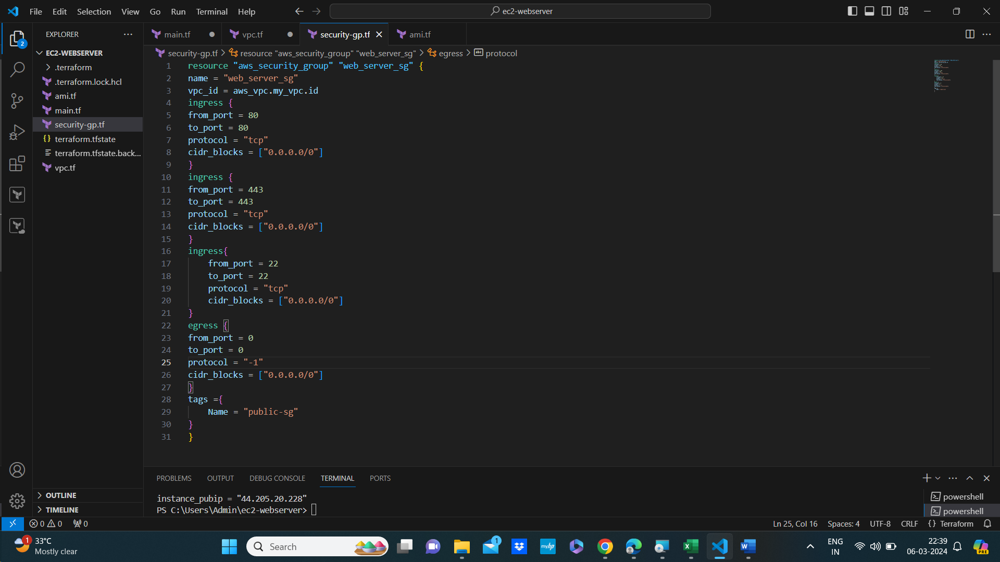 File Edit Selection View Go Run Terminal Help
ec2-webserver
EXPLORER
main.tf
vpc.tf
security-gp.tf
ami.tf
2
EC2-WEBSERVER
.terraform
.terraform.lock.hcl
ami.tf
main.tf
security-gp.tf
terraform.tfstate
terraform.tfstate.back...
vpc.tf
security-gp.tf > resource "aws_security_group" "web_server_sg" > egress > protocol
1 resource "aws_security_group" "web_server_sg" {
2 name = "web_server_sg"
3 vpc_id = aws_vpc.my_vpc.id
4 ingress {
5 from_port = 80
6 to_port = 80
7 protocol = "tcp"
8 cidr_blocks = ["0.0.0.0/0"]
9 }
10 ingress {
11 from_port = 443
12 to_port = 443
13 protocol = "tcp"
14 cidr_blocks = ["0.0.0.0/0"]
15 }
16 ingress{
17 from_port = 22
18 to_port = 22
19 protocol = "tcp"
20 cidr_blocks = ["0.0.0.0/0"]
21 }
22 egress {
23 from_port = 0
24 to_port = 0
25 protocol = "-1"
26 cidr_blocks = ["0.0.0.0/0"]
27 }
28 tags ={
29 Name = "public-sg"
30 }
31 }
OUTLINE
TIMELINE
PROBLEMS OUTPUT DEBUG CONSOLE TERMINAL PORTS
instance_pubip = "44.205.20.228"
PS C:\Users\Admin\ec2-webserver>
powershell
powershell
0 0 0
Ln 25, Col 16 Spaces: 4 UTF-8 CRLF {} Terraform
1
33°C
Mostly clear
Search
1
myhp
ENG
IN
22:39
06-03-2024
PRE